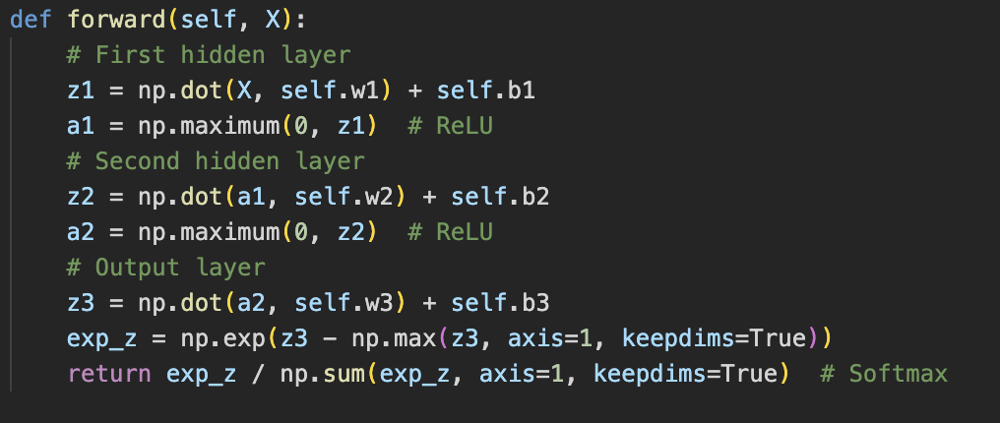 def forward(self, X):
    # First hidden layer
    z1 = np.dot(X, self.w1) + self.b1
    a1 = np.maximum(0, z1)  # ReLU
    # Second hidden layer
    z2 = np.dot(a1, self.w2) + self.b2
    a2 = np.maximum(0, z2)  # ReLU
    # Output layer
    z3 = np.dot(a2, self.w3) + self.b3
    exp_z = np.exp(z3 - np.max(z3, axis=1, keepdims=True))
    return exp_z / np.sum(exp_z, axis=1, keepdims=True)  # Softmax